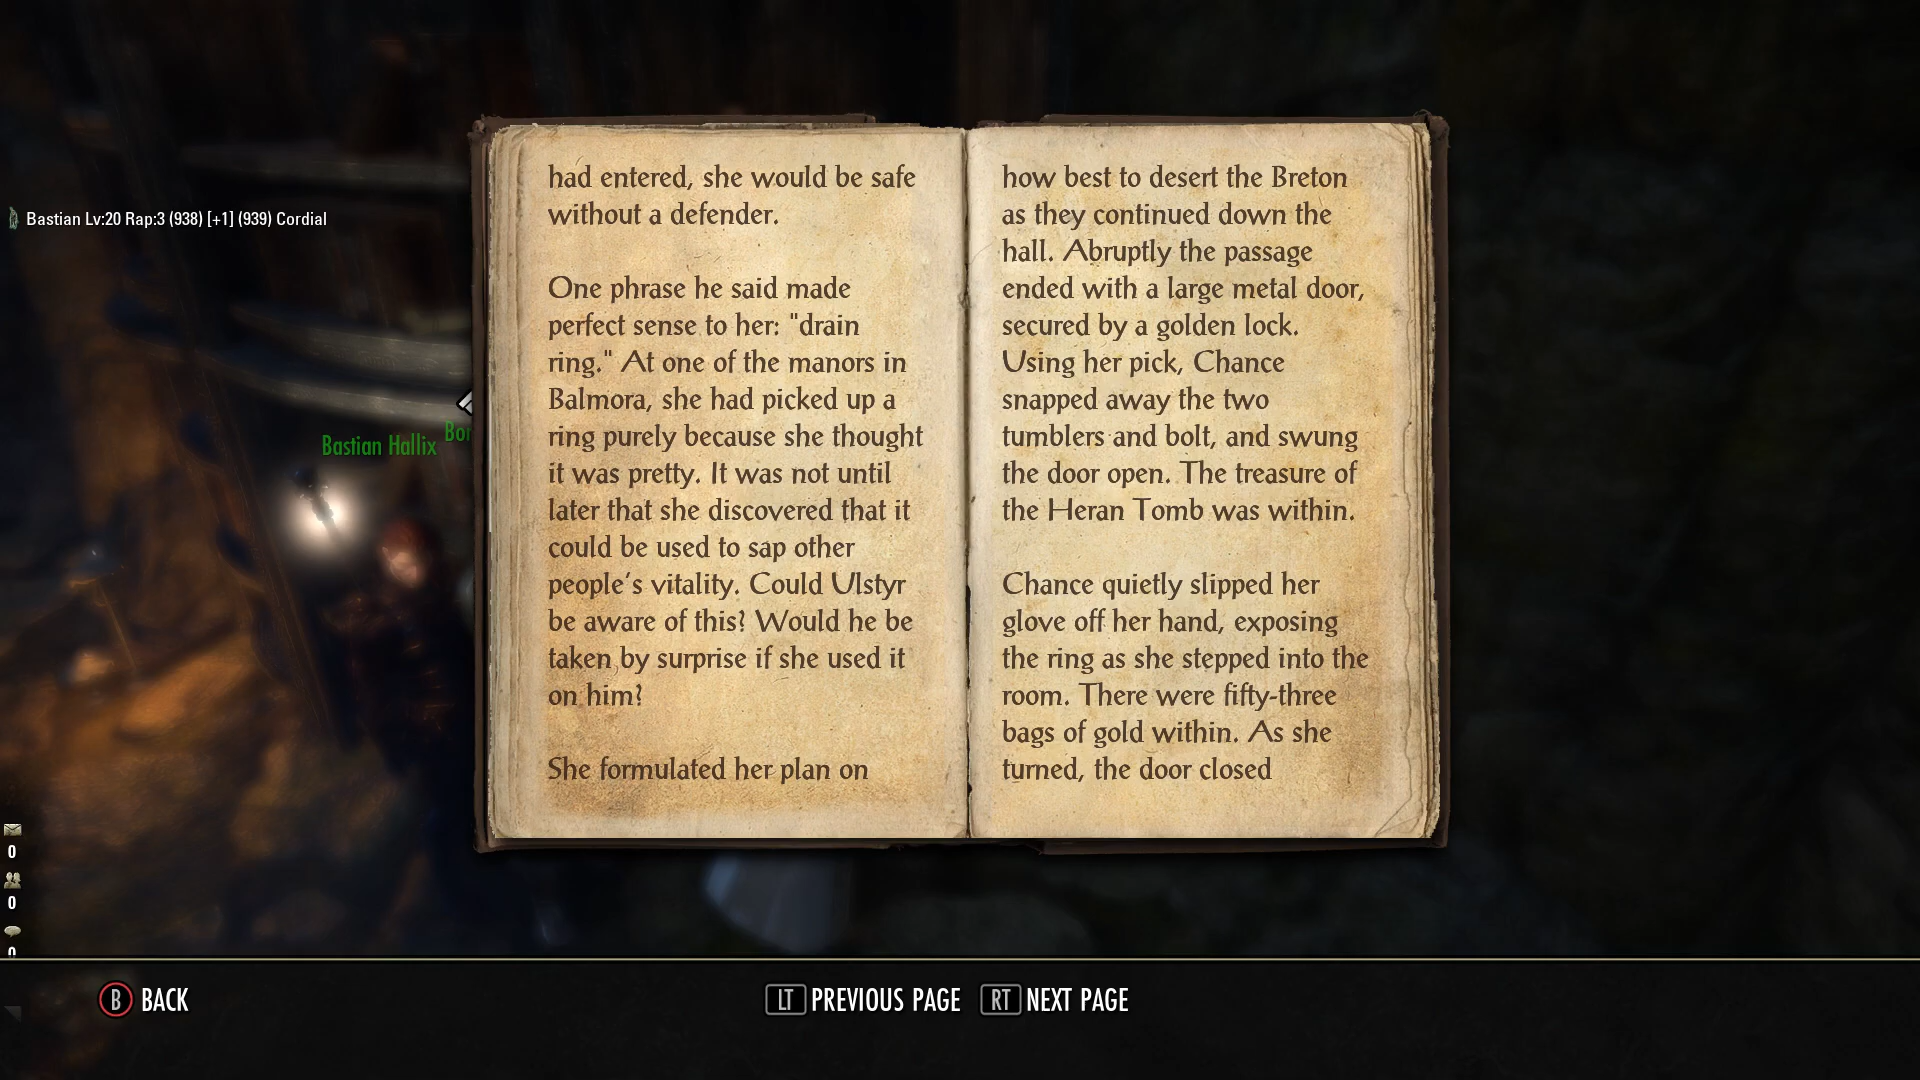 Bastian Lv:20 Rap:3 (938) [+1] (939) Cordial
Bastian Hallix
Bor
had entered, she would be safe
without a defender.
One phrase he said made
perfect sense to her: "drain
ring." At one of the manors in
Balmora, she had picked up a
ring purely because she thought
it was pretty. It was not until
later that she discovered that it
could be used to sap other
people's vitality. Could Ulstyr
be aware of this? Would he be
taken by surprise if she used it
on him?
She formulated her plan on
how best to desert the Breton
as they continued down the
hall. Abruptly the passage
ended with a large metal door,
secured by a golden lock.
Using her pick, Chance
snapped away the two
tumblers and bolt, and swung
the door open. The treasure of
the Heran Tomb was within.
Chance quietly slipped her
glove off her hand, exposing
the ring as she stepped into the
room. There were fifty-three
bags of gold within. As she
turned, the door closed
0
0
0
B BACK
LT PREVIOUS PAGE RT NEXT PAGE